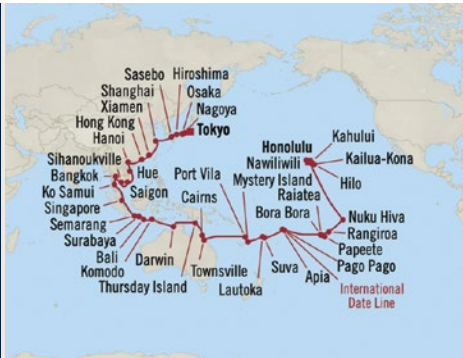 Sasebo Hiroshima
Shanghai Osaka
Xiamen Nagoya
Hong Kong Tokyo
Hanoi
Honolulu Kahului
Nawiliwili Kailua-Kona
Sihanoukville Hue Port Vila Mystery Island Hilo
Bangkok Saigon Raiatea
Ko Samui Cairns Bora Bora Nuku Hiva
Singapore Rangiroa
Semarang Papeete
Surabaya Pago Pago
Bali Darwin Townsville Suva Apia International
Komodo Thursday Island Lautoka Date Line